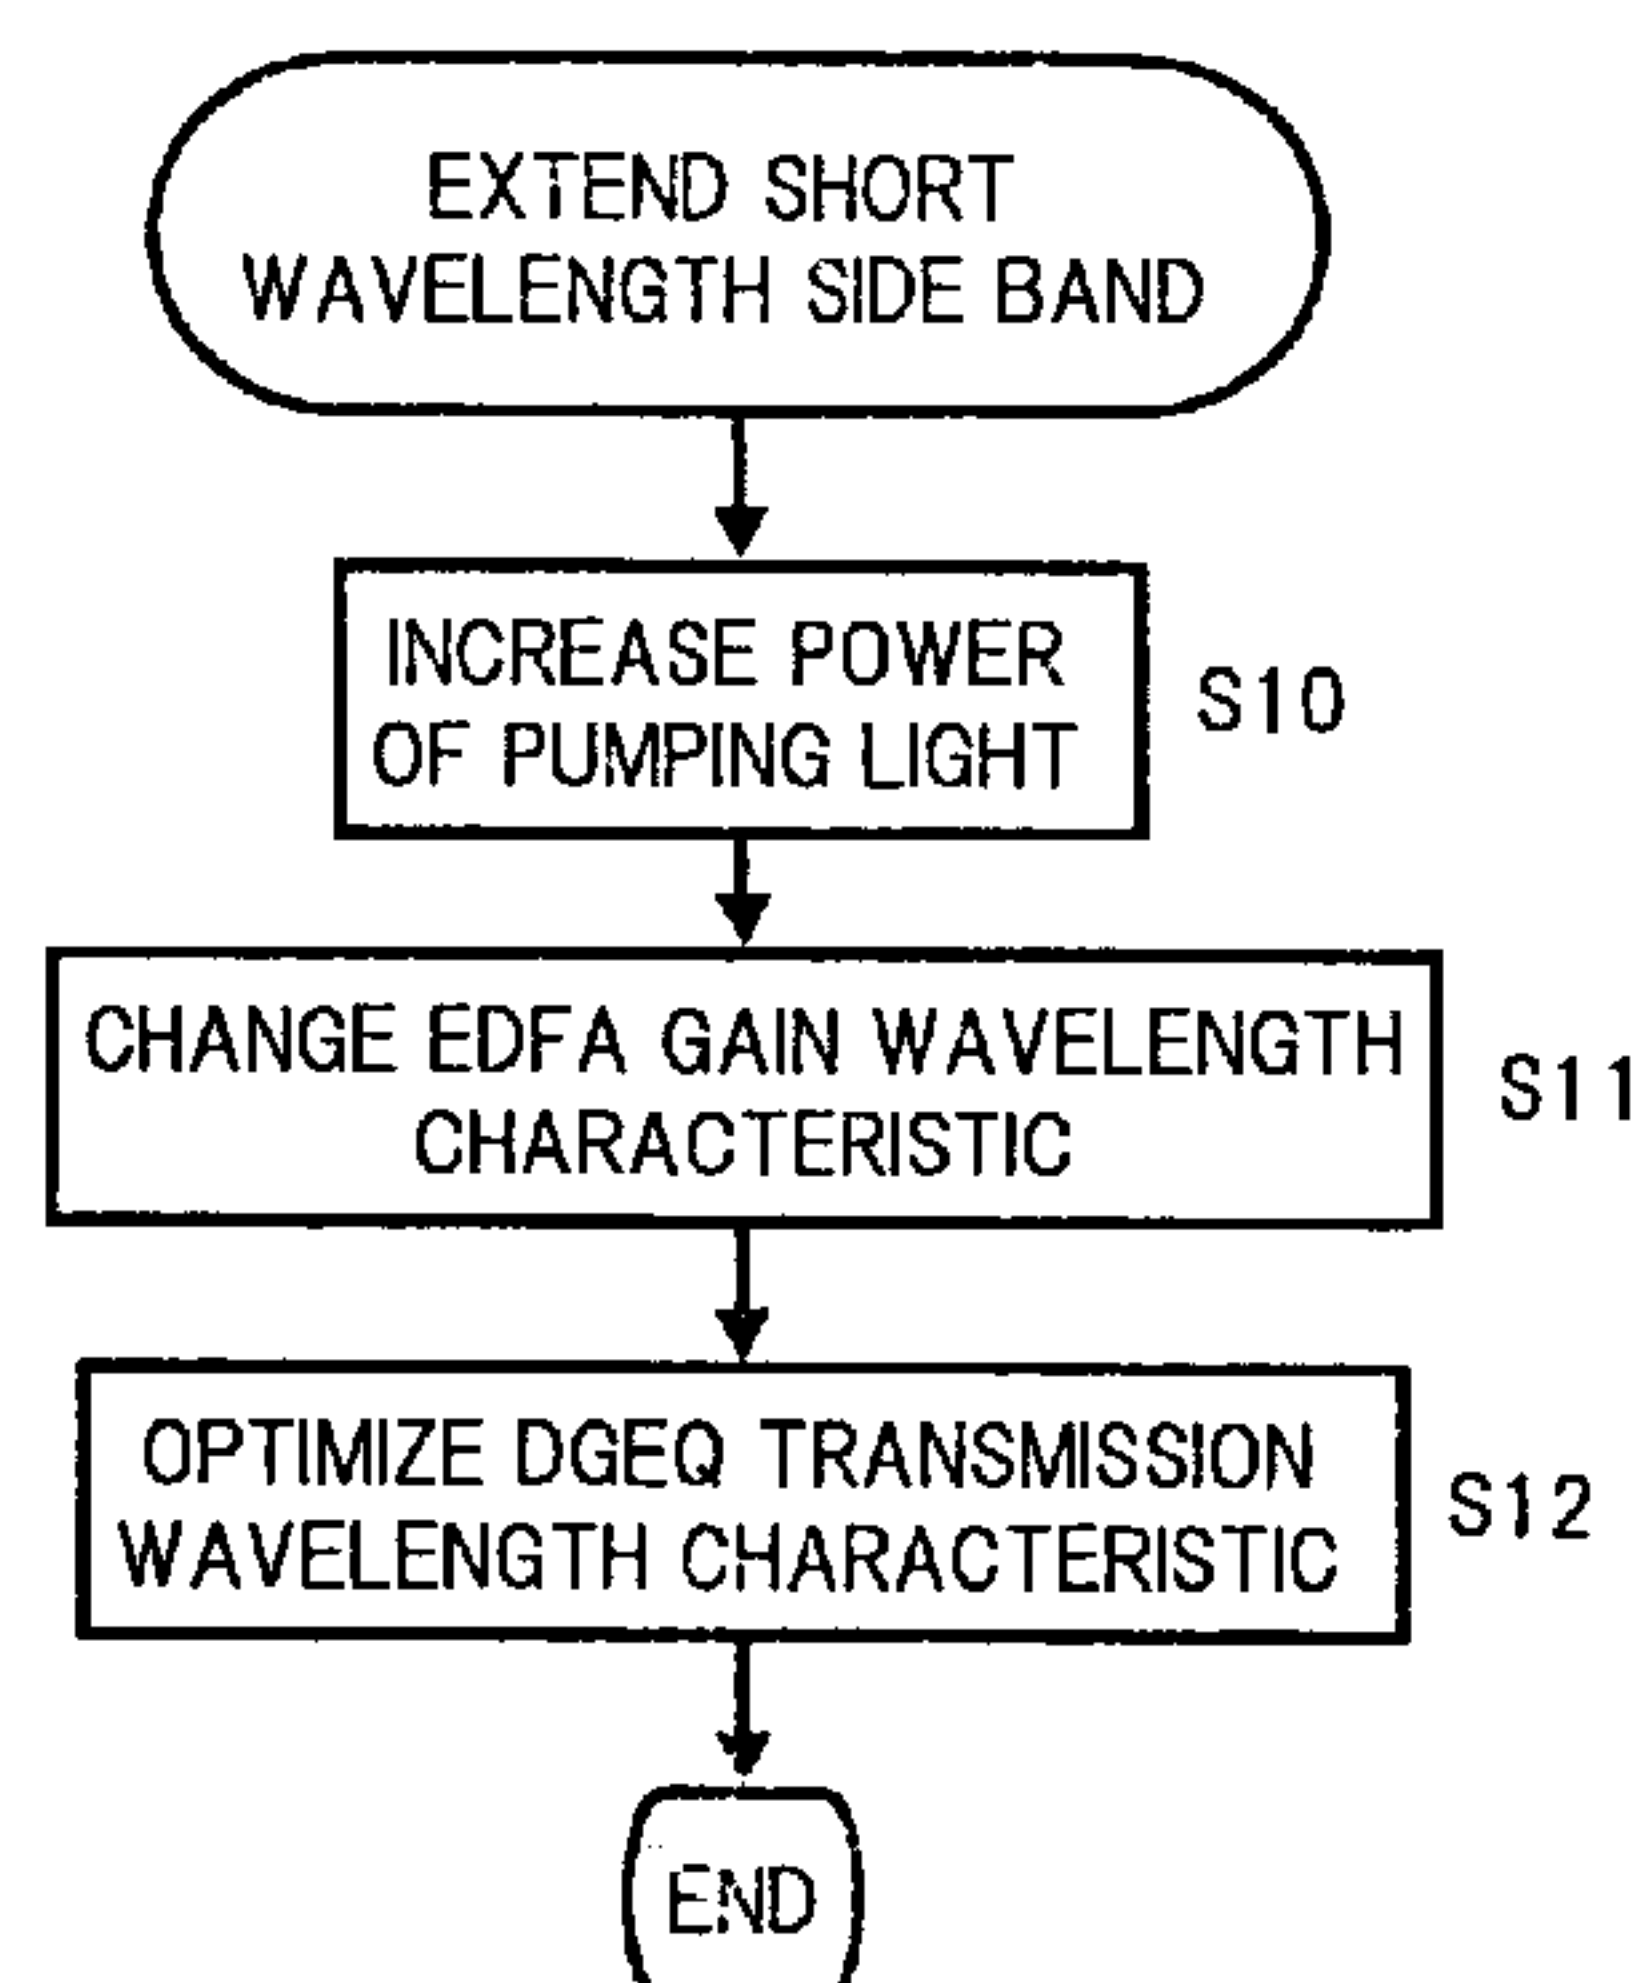 EXTEND SHORT
WAVELENGTH SIDE BAND
INCREASE POWER
OF PUMPING LIGHT
S10
CHANGE EDFA GAIN WAVELENGTH
CHARACTERISTIC
S11
OPTIMIZE DGEQ TRANSMISSION
WAVELENGTH CHARACTERISTIC
S12
END